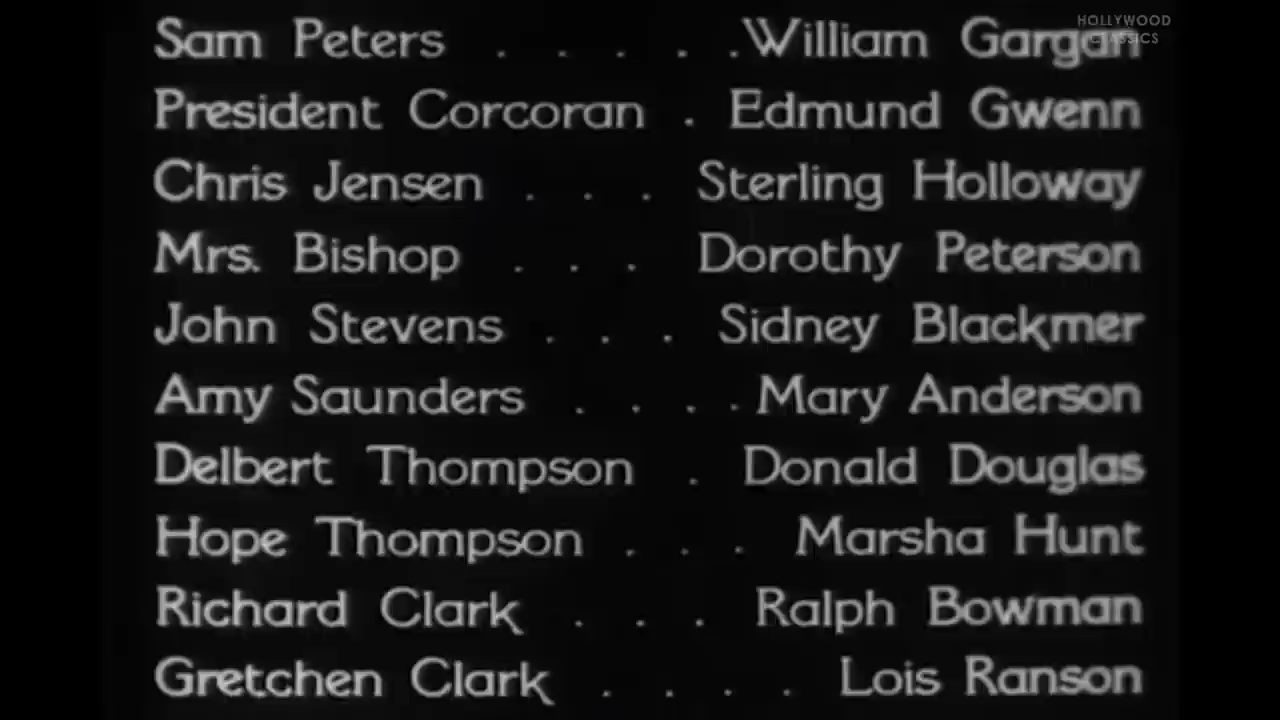 HOLLYWOOD
CLASSICS
Sam Peters . . . . . William Gargan
President Corcoran . Edmund Gwenn
Chris Jensen . . . Sterling Holloway
Mrs. Bishop . . . Dorothy Peterson
John Stevens . . . Sidney Blackmer
Amy Saunders . . . . Mary Anderson
Delbert Thompson . Donald Douglas
Hope Thompson . . . Marsha Hunt
Richard Clark . . . Ralph Bowman
Gretchen Clark . . . . Lois Ranson